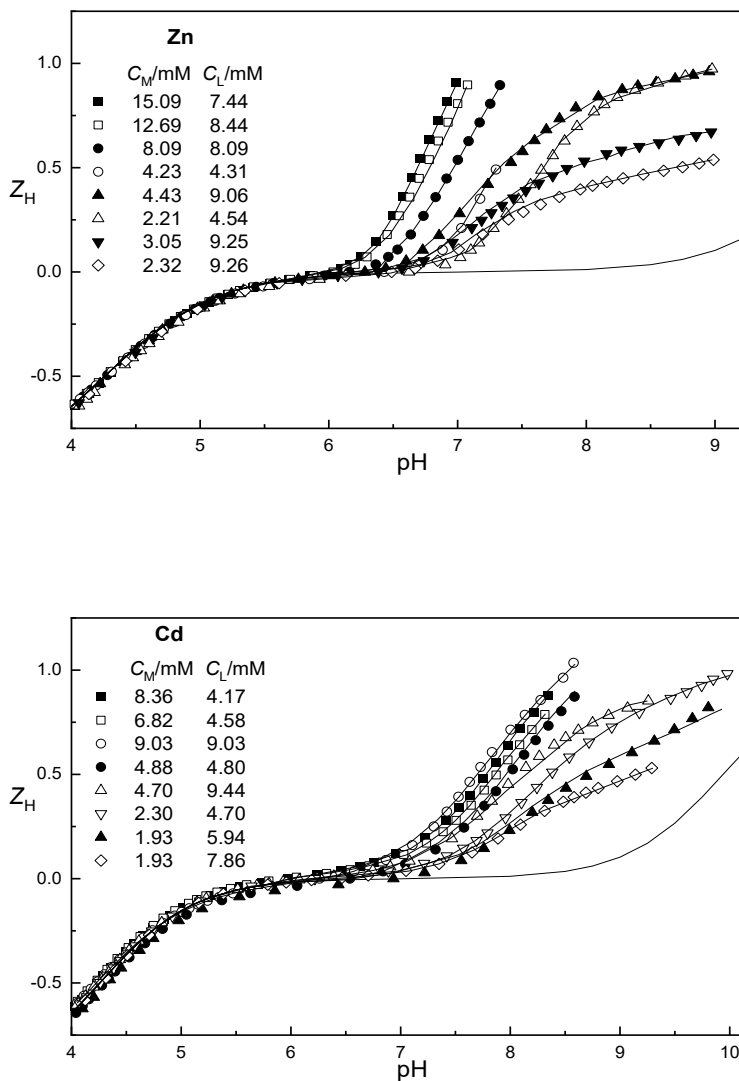 Zn
C_M/mM C_L/mM
15.09 7.44
12.69 8.44
8.09 8.09
4.23 4.31
4.43 9.06
2.21 4.54
3.05 9.25
2.32 9.26
Z_H
1.0
0.5
0.0
-0.5
4 5 6 7 8 9
pH
Cd
C_M/mM C_L/mM
8.36 4.17
6.82 4.58
9.03 9.03
4.88 4.80
4.70 9.44
2.30 4.70
1.93 5.94
1.93 7.86
Z_H
1.0
0.5
0.0
-0.5
4 5 6 7 8 9 10
pH